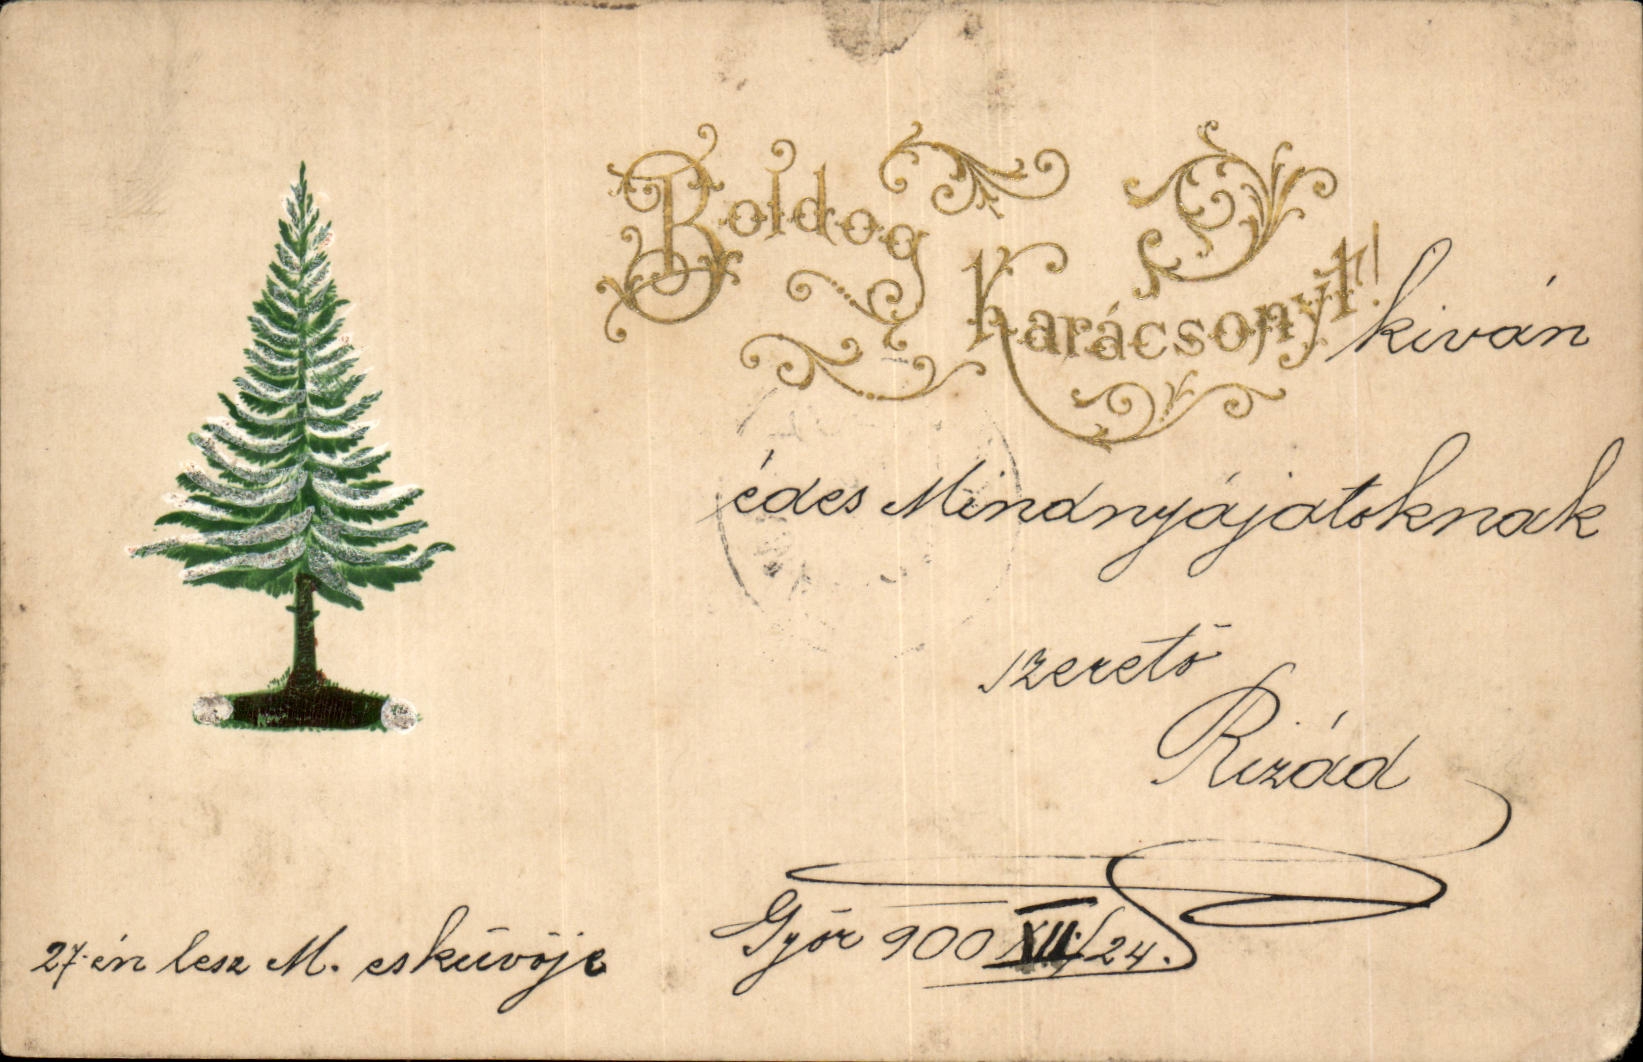 Boldog
Karácsonyt! kiván
édes Mindnyájatoknak
szerető
Rizád
Győr 900 XII/24.
27-én lesz M. esküvője